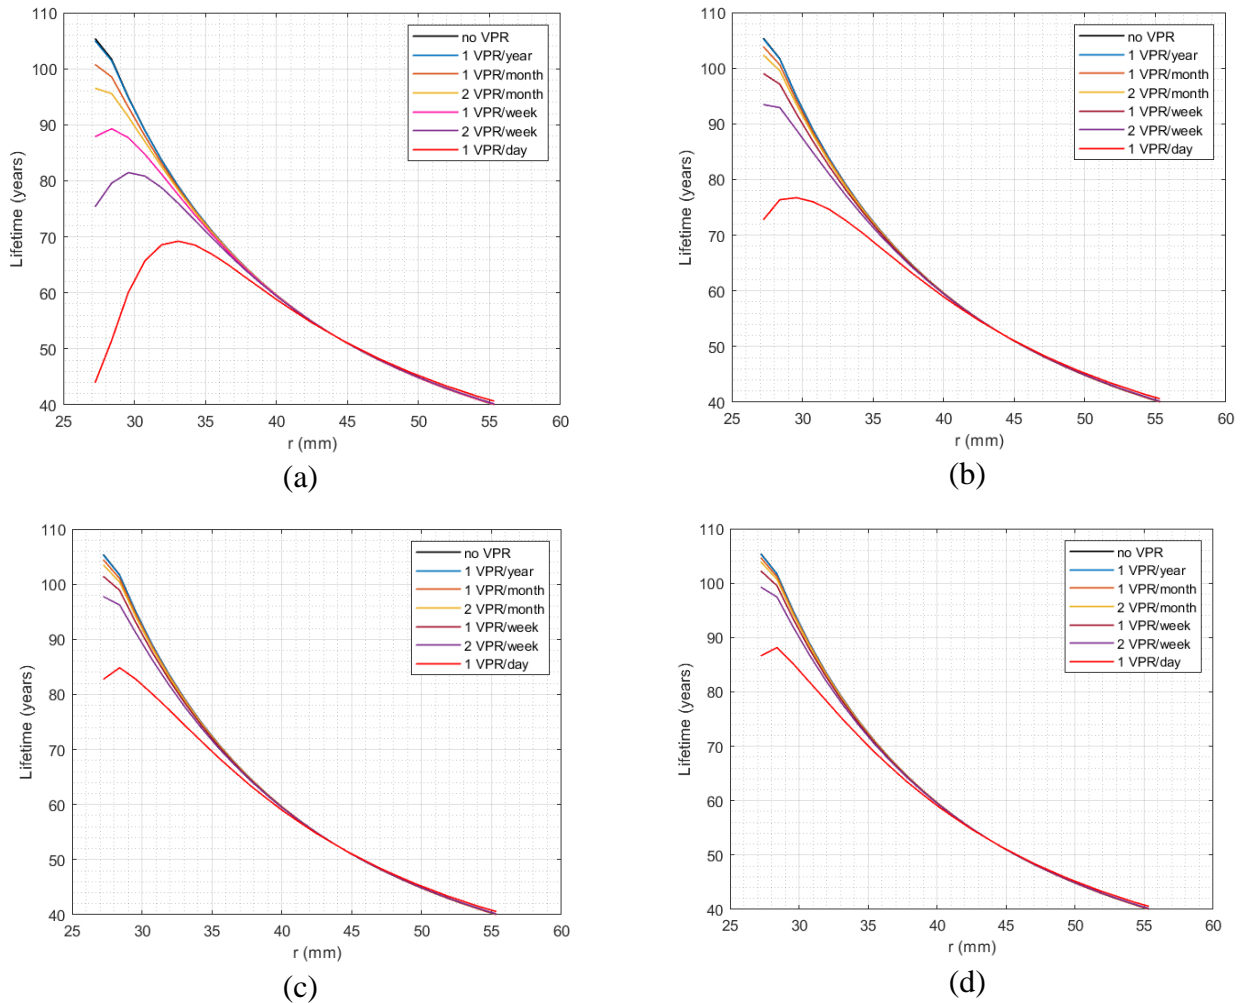 110
100
90
80
70
60
50
40
Lifetime (years)
no VPR
1 VPR/year
1 VPR/month
2 VPR/month
1 VPR/week
2 VPR/week
1 VPR/day
25 30 35 40 45 50 55 60
r (mm)
(a)
110
100
90
80
70
60
50
40
Lifetime (years)
no VPR
1 VPR/year
1 VPR/month
2 VPR/month
1 VPR/week
2 VPR/week
1 VPR/day
25 30 35 40 45 50 55 60
r (mm)
(b)
110
100
90
80
70
60
50
40
Lifetime (years)
no VPR
1 VPR/year
1 VPR/month
2 VPR/month
1 VPR/week
2 VPR/week
1 VPR/day
25 30 35 40 45 50 55 60
r (mm)
(c)
110
100
90
80
70
60
50
40
Lifetime (years)
no VPR
1 VPR/year
1 VPR/month
2 VPR/month
1 VPR/week
2 VPR/week
1 VPR/day
25 30 35 40 45 50 55 60
r (mm)
(d)